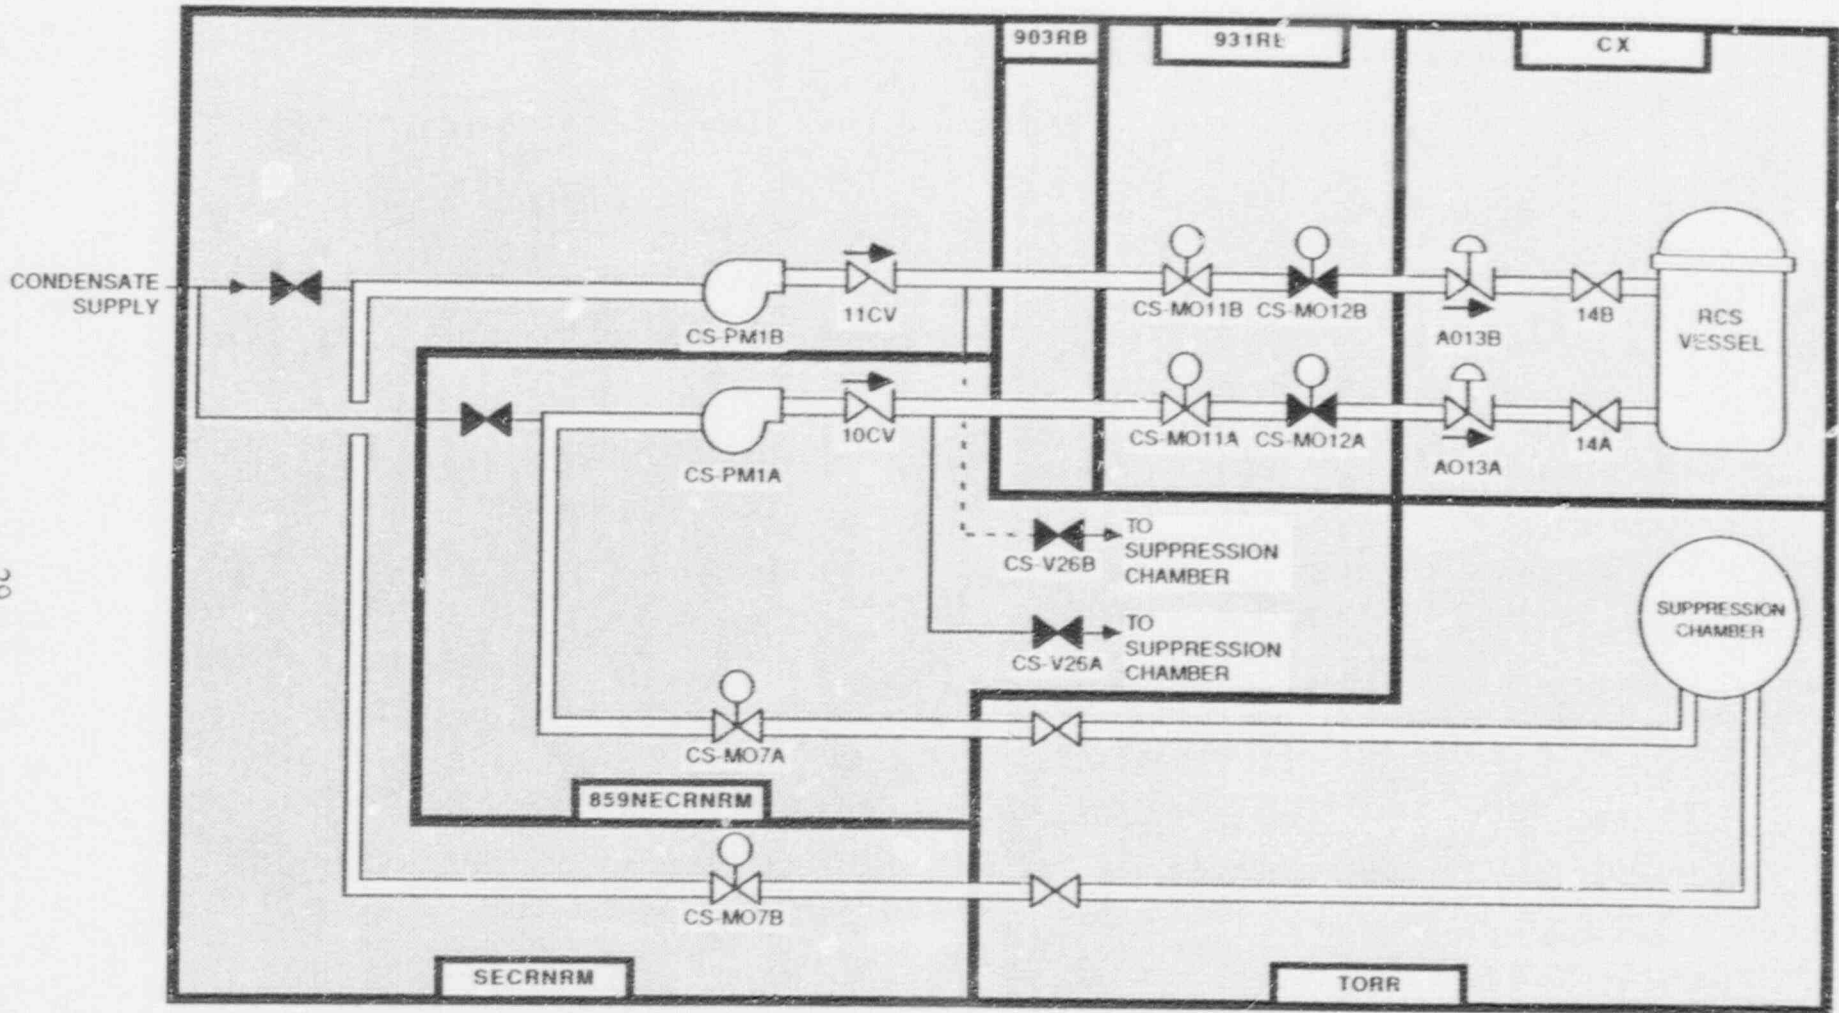 903RB
931RE
CX
CONDENSATE
SUPPLY
CS-PM1B
11CV
CS-MO11B
CS-MO12B
A013B
14B
RCS
VESSEL
CS-PM1A
10CV
CS-MO11A
CS-MO12A
AO13A
14A
CS-V26B
TO
SUPPRESSION
CHAMBER
CS-V26A
TO
SUPPRESSION
CHAMBER
SUPPRESSION
CHAMBER
CS-MO7A
859NECRNRM
CS-MO7B
SECRNRM
TORR